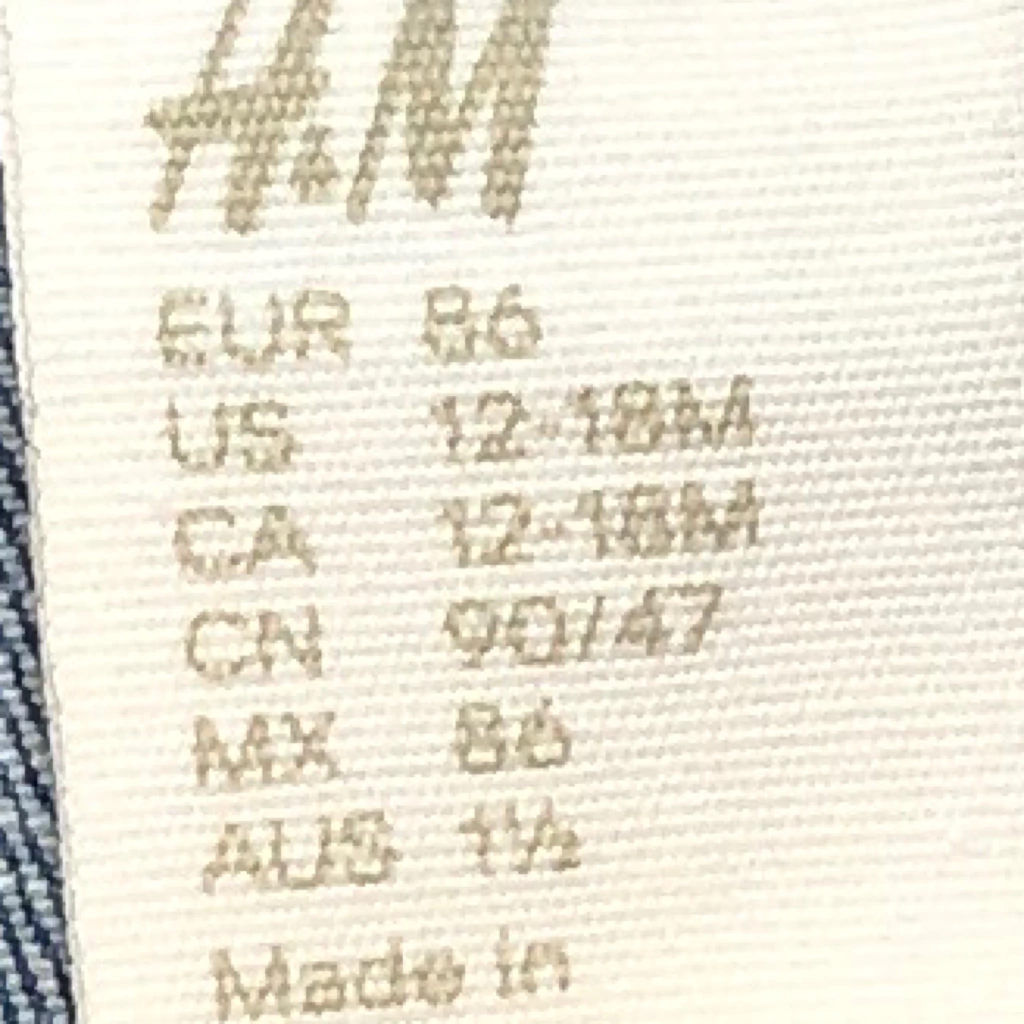 H&M
EUR 86
US 12-18M
CA 12-18M
CN 90/47
MX 86
AUS 1½
Made in